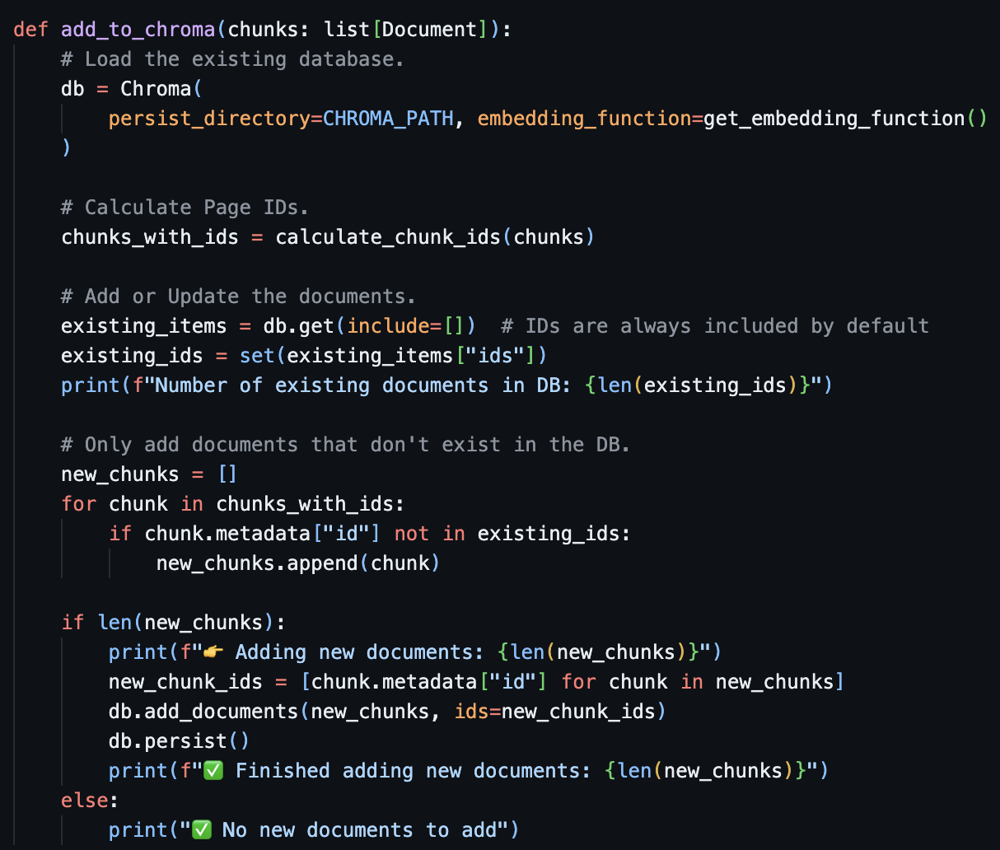 def add_to_chroma(chunks: list[Document]):
    # Load the existing database.
    db = Chroma(
        persist_directory=CHROMA_PATH, embedding_function=get_embedding_function()
    )

    # Calculate Page IDs.
    chunks_with_ids = calculate_chunk_ids(chunks)

    # Add or Update the documents.
    existing_items = db.get(include=[])  # IDs are always included by default
    existing_ids = set(existing_items["ids"])
    print(f"Number of existing documents in DB: {len(existing_ids)}")

    # Only add documents that don't exist in the DB.
    new_chunks = []
    for chunk in chunks_with_ids:
        if chunk.metadata["id"] not in existing_ids:
            new_chunks.append(chunk)

    if len(new_chunks):
        print(f"👉 Adding new documents: {len(new_chunks)}")
        new_chunk_ids = [chunk.metadata["id"] for chunk in new_chunks]
        db.add_documents(new_chunks, ids=new_chunk_ids)
        db.persist()
        print(f"✅ Finished adding new documents: {len(new_chunks)}")
    else:
        print("✅ No new documents to add")